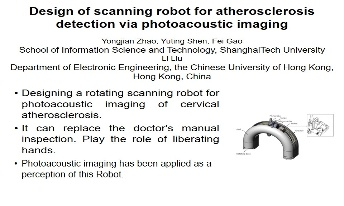 Design of scanning robot for atherosclerosis
detection via photoacoustic imaging
Yongjian Zhao, Yuting Shen, Fei Gao
School of Information Science and Technology, ShanghaiTech University
Li Liu
Department of Electronic Engineering, the Chinese University of Hong Kong,
Hong Kong, China
• Designing a rotating scanning robot for
photoacoustic imaging of cervical
atherosclerosis.
• It can replace the doctor's manual
inspection. Play the role of liberating
hands.
• Photoacoustic imaging has been applied as a
perception of this Robot